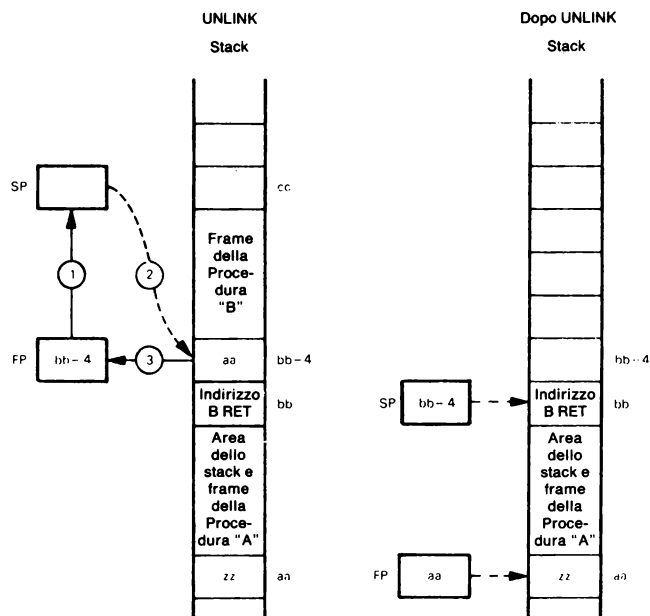 UNLINK
Stack
SP
cc
Frame
della
Proce-
dura
"B"
1
2
FP
bb-4
3
aa
bb-4
Indirizzo
B RET
bb
Area
dello
stack e
frame
della
Proce-
dura "A"
zz
aa
Dopo UNLINK
Stack
bb-4
SP
bb-4
Indirizzo
B RET
bb
Area
dello
stack e
frame
della
Proce-
dura "A"
FP
aa
zz
aa